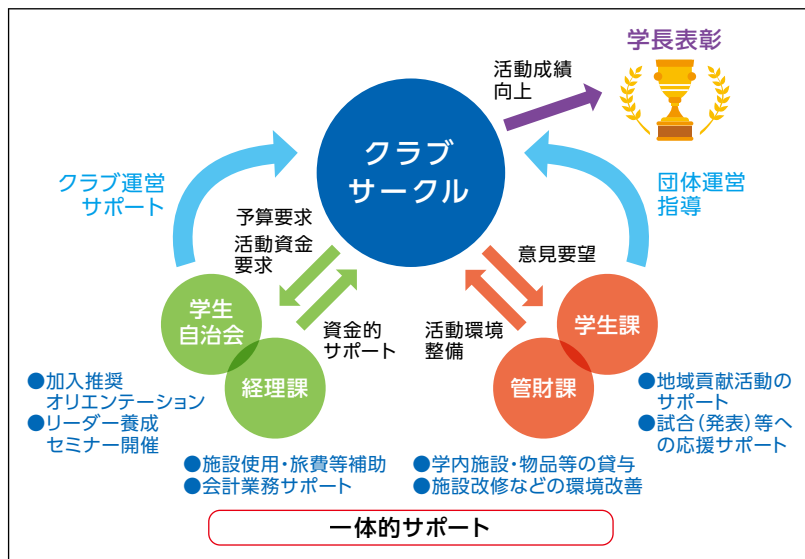 学長表彰
活動成績
向上
クラブ
サークル
クラブ運営
サポート
団体運営
指導
予算要求
活動資金
要求
意見要望
学生
自治会
資金的
サポート
活動環境
整備
学生課
経理課
管財課
●加入推奨
オリエンテーション
●リーダー養成
セミナー開催
●地域貢献活動の
サポート
●試合(発表)等へ
の応援サポート
●施設使用・旅費等補助
●会計業務サポート
●学内施設・物品等の貸与
●施設改修などの環境改善
一体的サポート